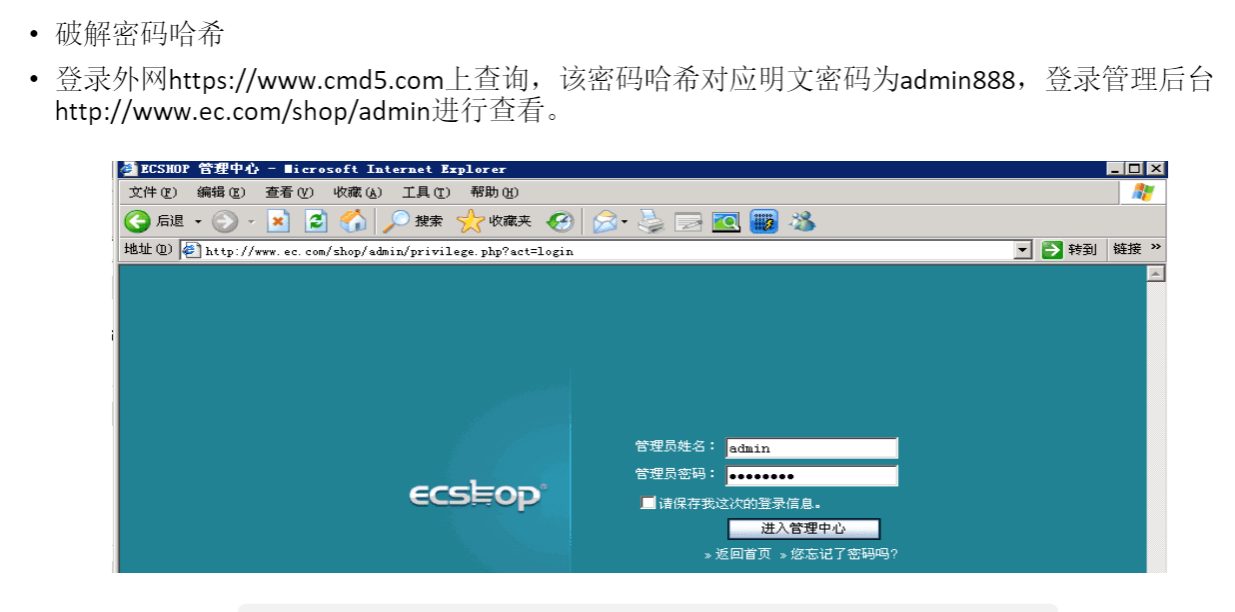 • 破解密码哈希
• 登录外网https://www.cmd5.com上查询，该密码哈希对应明文密码为admin888，登录管理后台
http://www.ec.com/shop/admin进行查看。
ECSHOP 管理中心 - Microsoft Internet Explorer
文件(F) 编辑(E) 查看(V) 收藏(A) 工具(T) 帮助(H)
后退 搜索 收藏夹
地址(D) http://www.ec.com/shop/admin/privilege.php?act=login 转到 链接 »
管理员姓名： admin
管理员密码： ●●●●●●●●
ecshop
请保存我这次的登录信息。
进入管理中心
» 返回首页 » 您忘记了密码吗?